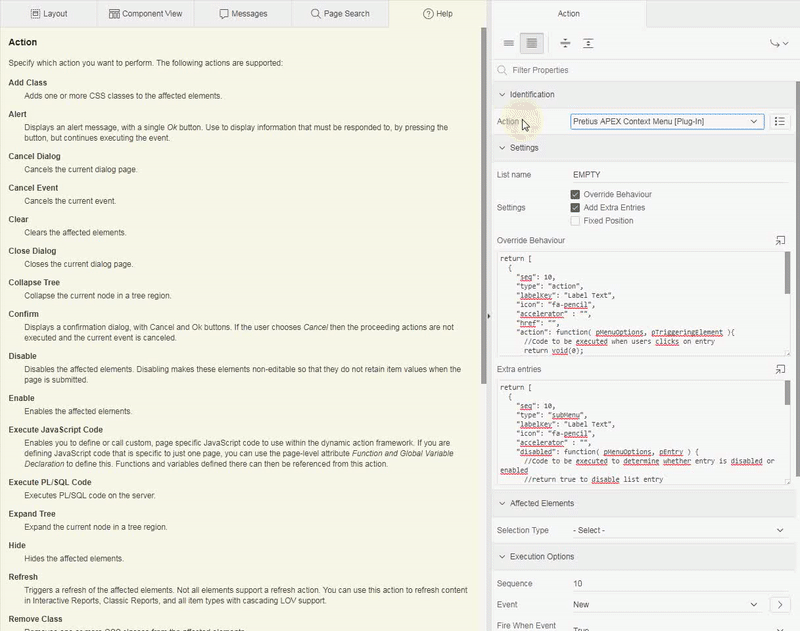 Layout
Component View
Messages
Page Search
Help
Action
Specify which action you want to perform. The following actions are supported:
Add Class
Adds one or more CSS classes to the affected elements.
Alert
Displays an alert message, with a single Ok button. Use to display information that must be responded to, by pressing the
button, but continues executing the event.
Cancel Dialog
Cancels the current dialog page.
Cancel Event
Cancels the current event.
Clear
Clears the affected elements.
Close Dialog
Closes the current dialog page.
Collapse Tree
Collapse the current node in a tree region.
Confirm
Displays a confirmation dialog, with Cancel and Ok buttons. If the user chooses Cancel then the proceeding actions are not
executed and the current event is canceled.
Disable
Disables the affected elements. Disabling makes these elements non-editable so that they do not retain item values when the
page is submitted.
Enable
Enables the affected elements.
Execute JavaScript Code
Enables you to define or call custom, page specific JavaScript code to use within the dynamic action framework. If you are
defining JavaScript code that is specific to just one page, you can use the page-level attribute Function and Global Variable
Declaration to define this. Functions and variables defined there can then be referenced from this action.
Execute PL/SQL Code
Executes PL/SQL code on the server.
Expand Tree
Expand the current node in a tree region.
Hide
Hides the affected elements.
Refresh
Triggers a refresh of the affected elements. Not all elements support a refresh action. You can use this action to refresh content
in Interactive Reports, Classic Reports, and all item types with cascading LOV support.
Remove Class
Action
Filter Properties
Identification
Action
Pretius APEX Context Menu [Plug-In]
Settings
List name
EMPTY
Settings
Override Behaviour
Add Extra Entries
Fixed Position
Override Behaviour
return [
{
"seq": 10,
"type": "action",
"labelKey": "Label Text",
"icon": "fa-pencil",
"accelerator" : "",
"href": "",
"action": function( pMenuOptions, pTriggeringElement ){
//Code to be executed when users clicks on entry
return void(0);
Extra entries
return [
{
"seq": 10,
"type": "subMenu",
"labelKey": "Label Text",
"icon": "fa-pencil",
"accelerator" : "",
"disabled": function( pMenuOptions, pEntry ) {
//Code to be executed to determine whether entry is disabled or
enabled
//return true to disable list entry
Affected Elements
Selection Type
- Select -
Execution Options
Sequence
10
Event
New
Fire When Event
True